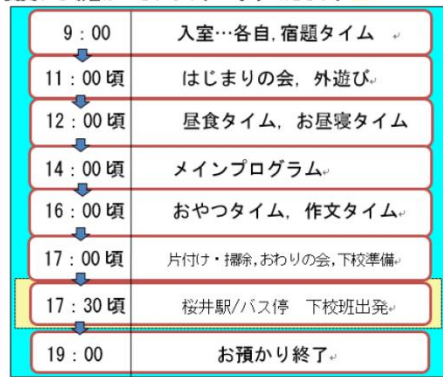 9：00 入室…各自,宿題タイム
11：00頃 はじまりの会, 外遊び
12：00頃 昼食タイム, お昼寝タイム
14：00頃 メインプログラム
16：00頃 おやつタイム, 作文タイム
17：00頃 片付け・掃除,おわりの会,下校準備
17：30頃 桜井駅/バス停 下校班出発
19：00 お預かり終了